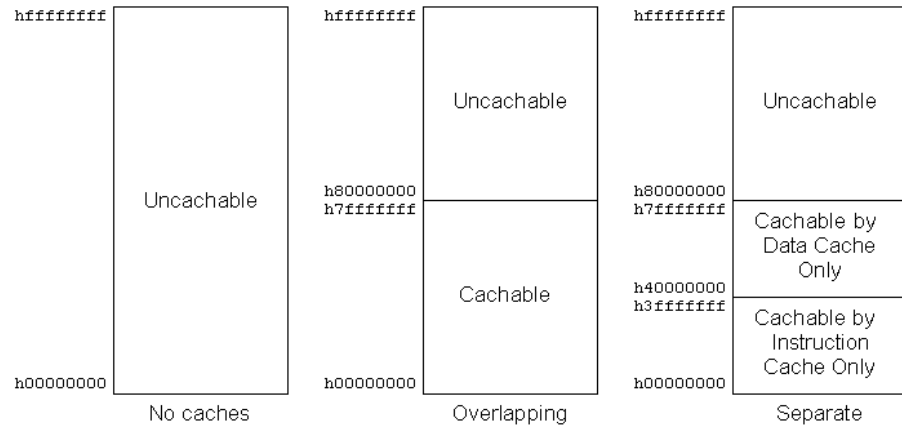 hffffffff
Uncachable
h00000000
No caches
hffffffff
Uncachable
h80000000
h7fffffff
Cachable
h00000000
Overlapping
hffffffff
Uncachable
h80000000
h7fffffff
Cachable by
Data Cache
Only
h40000000
h3fffffff
Cachable by
Instruction
Cache Only
h00000000
Separate